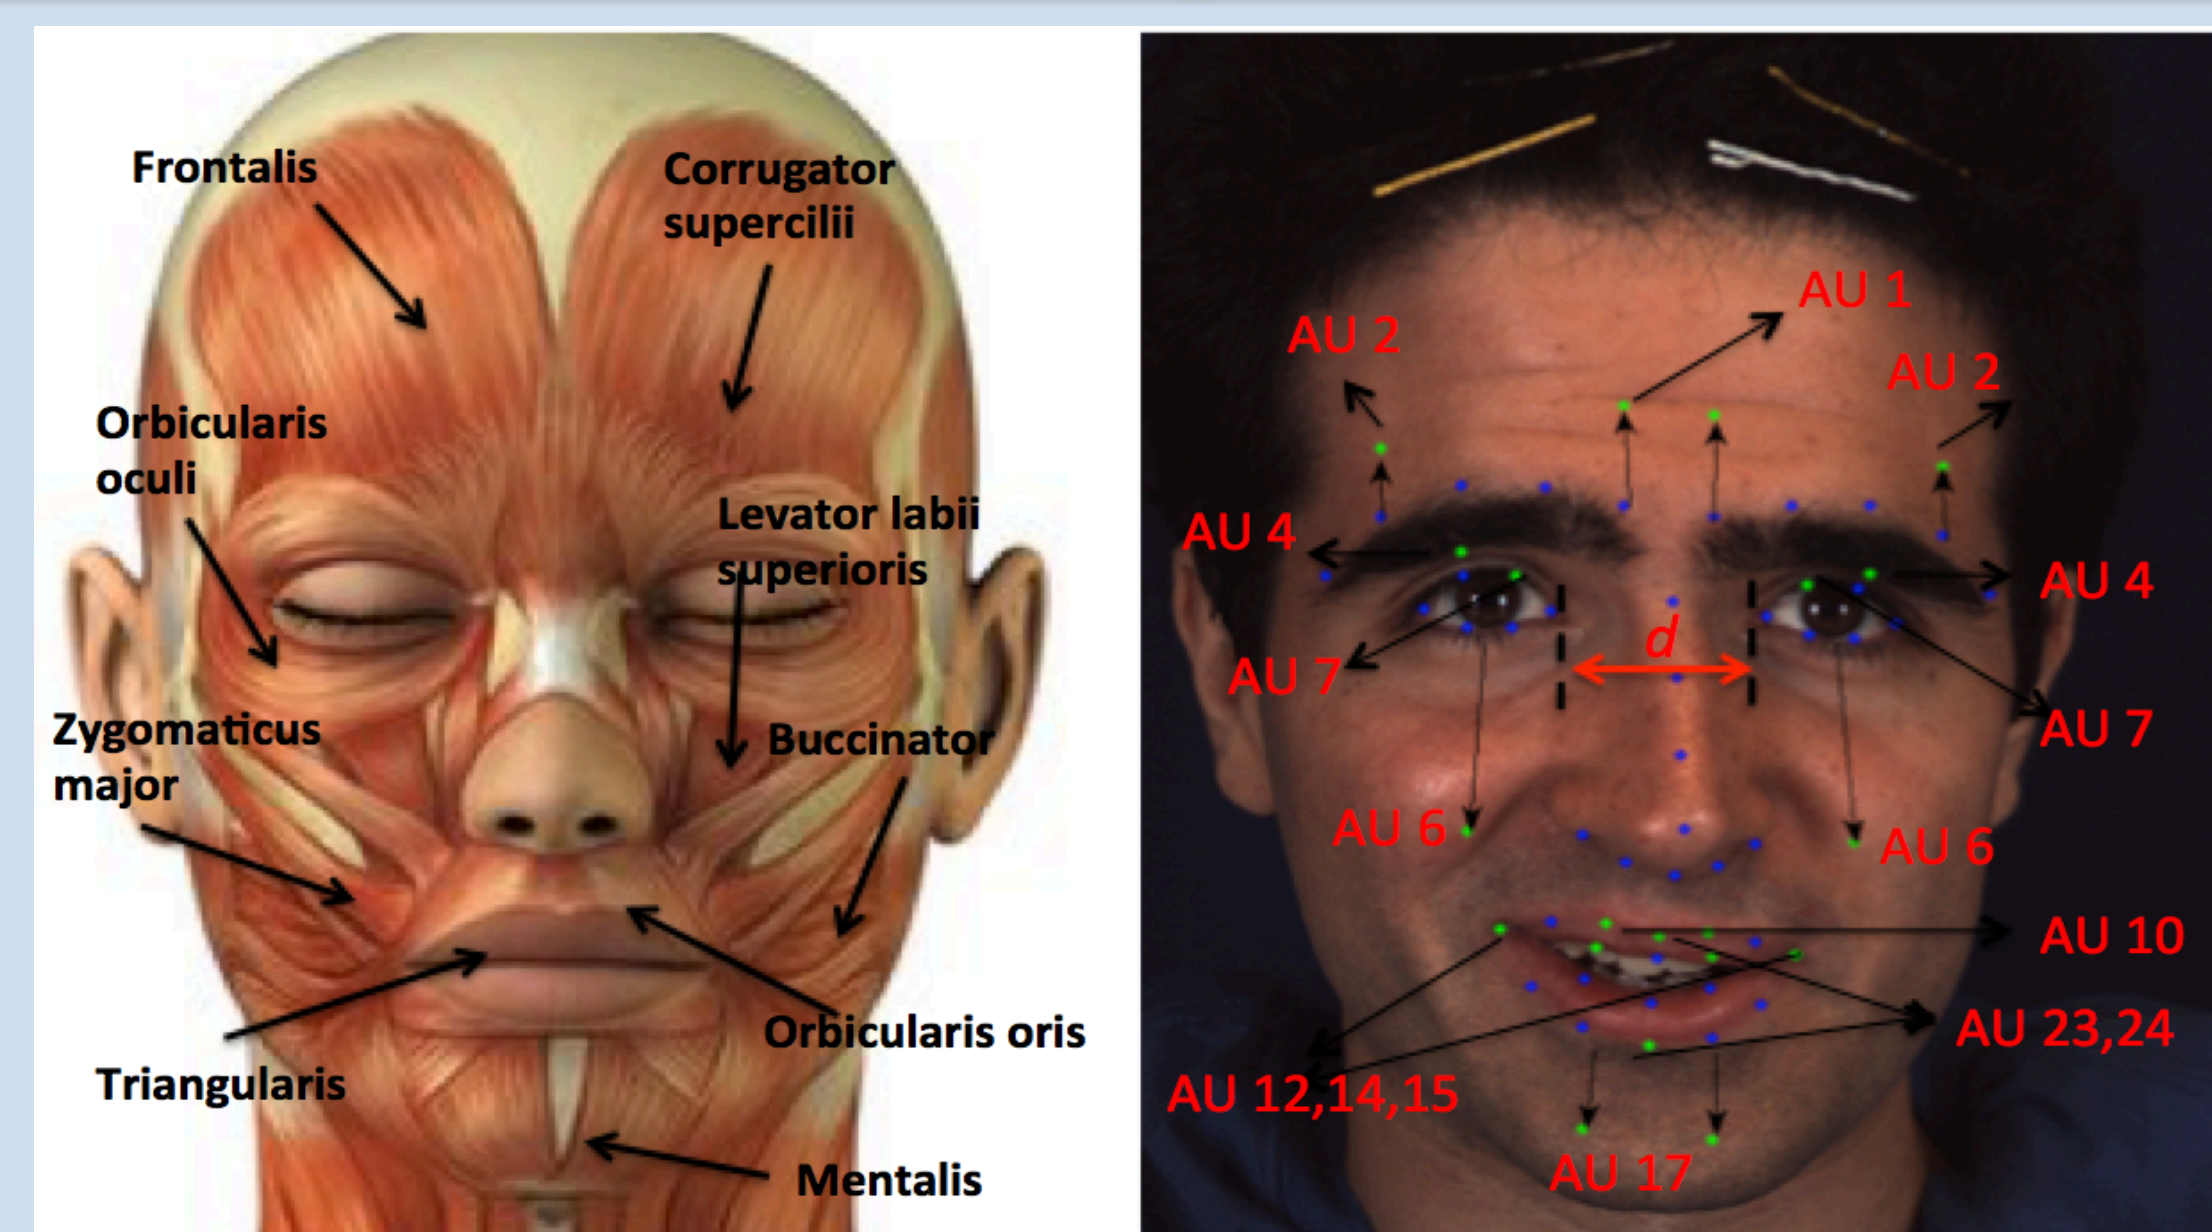 Frontalis
Corrugator
supercilii
Orbicularis
oculi
Levator labii
superioris
Zygomaticus
major
Buccinator
Orbicularis oris
Triangularis
Mentalis
AU 1
AU 2
AU 2
AU 4
AU 4
d
AU 7
AU 7
AU 6
AU 6
AU 10
AU 23,24
AU 12,14,15
AU 17